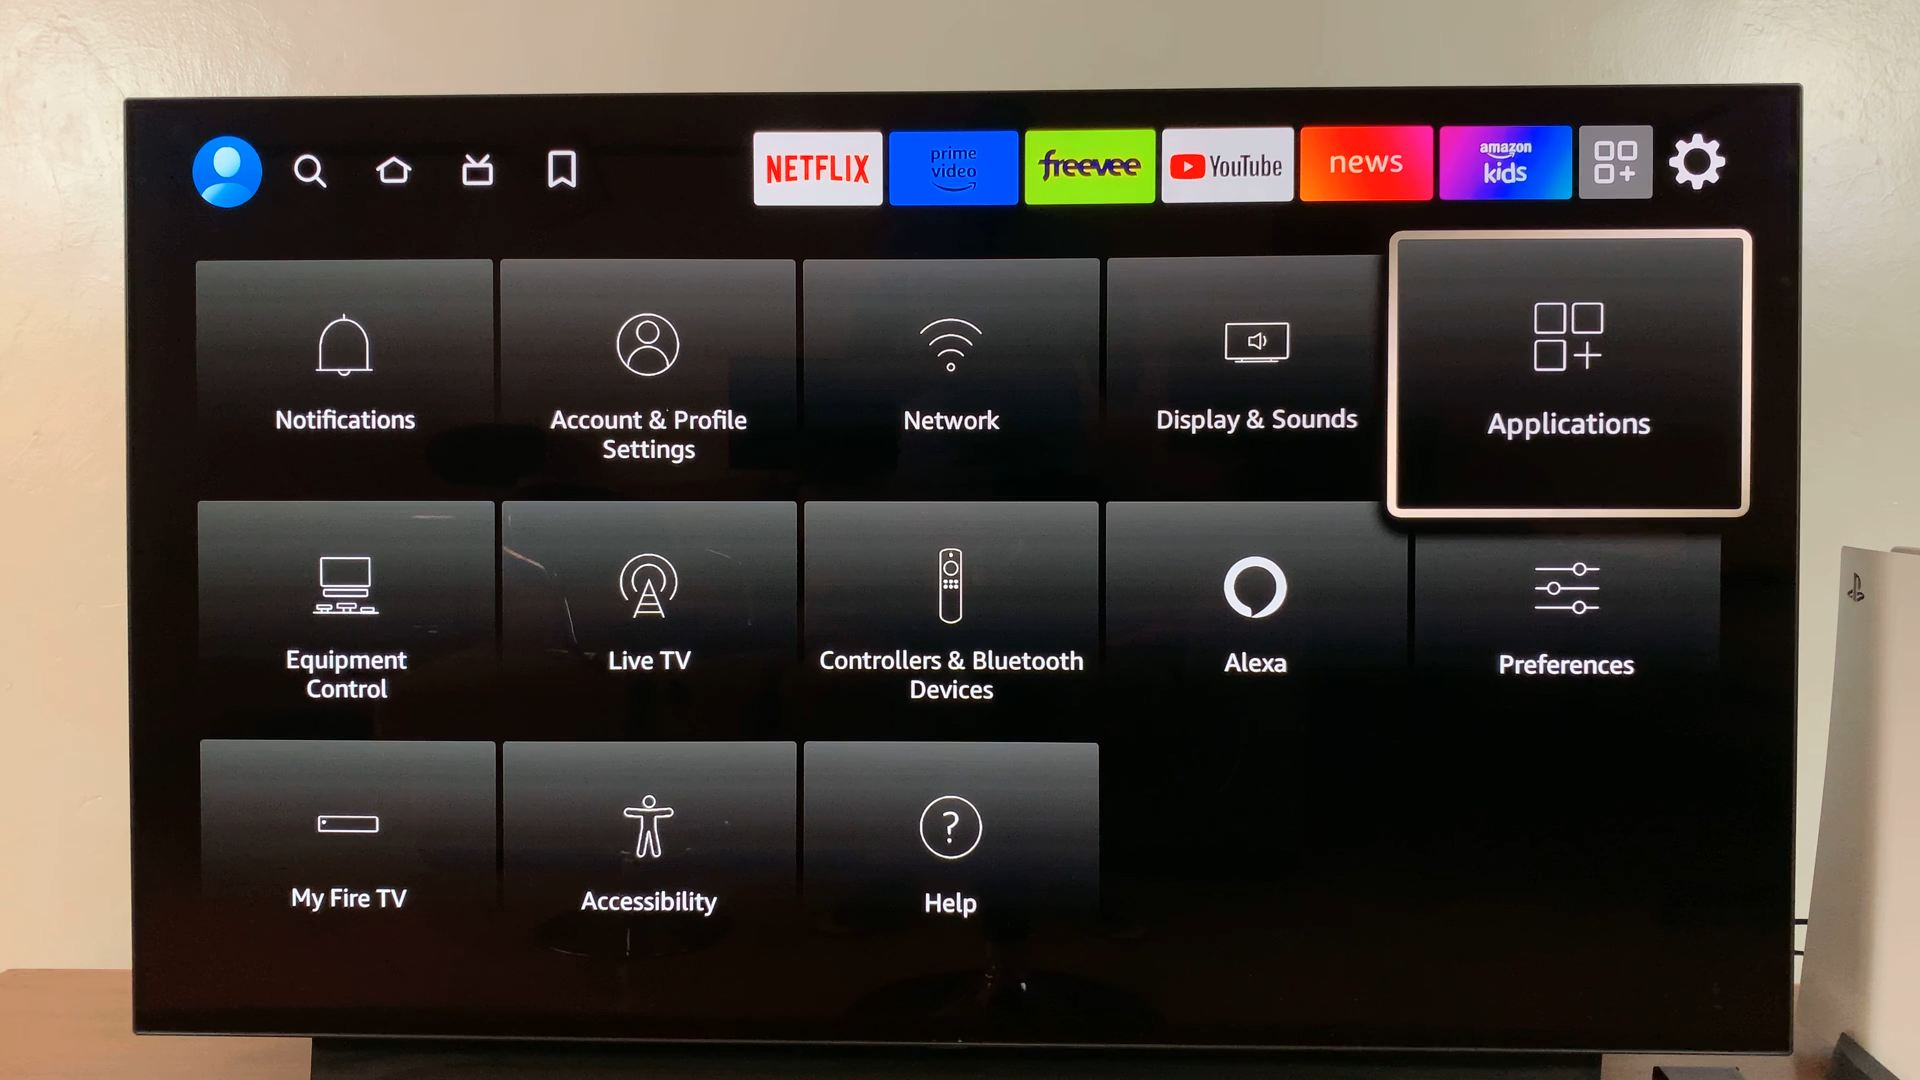 NETFLIX
prime
video
freevee
YouTube
news
amazon
kids
Notifications
Account & Profile
Settings
Network
Display & Sounds
Applications
Equipment
Control
Live TV
Controllers & Bluetooth
Devices
Alexa
Preferences
My Fire TV
Accessibility
?
Help